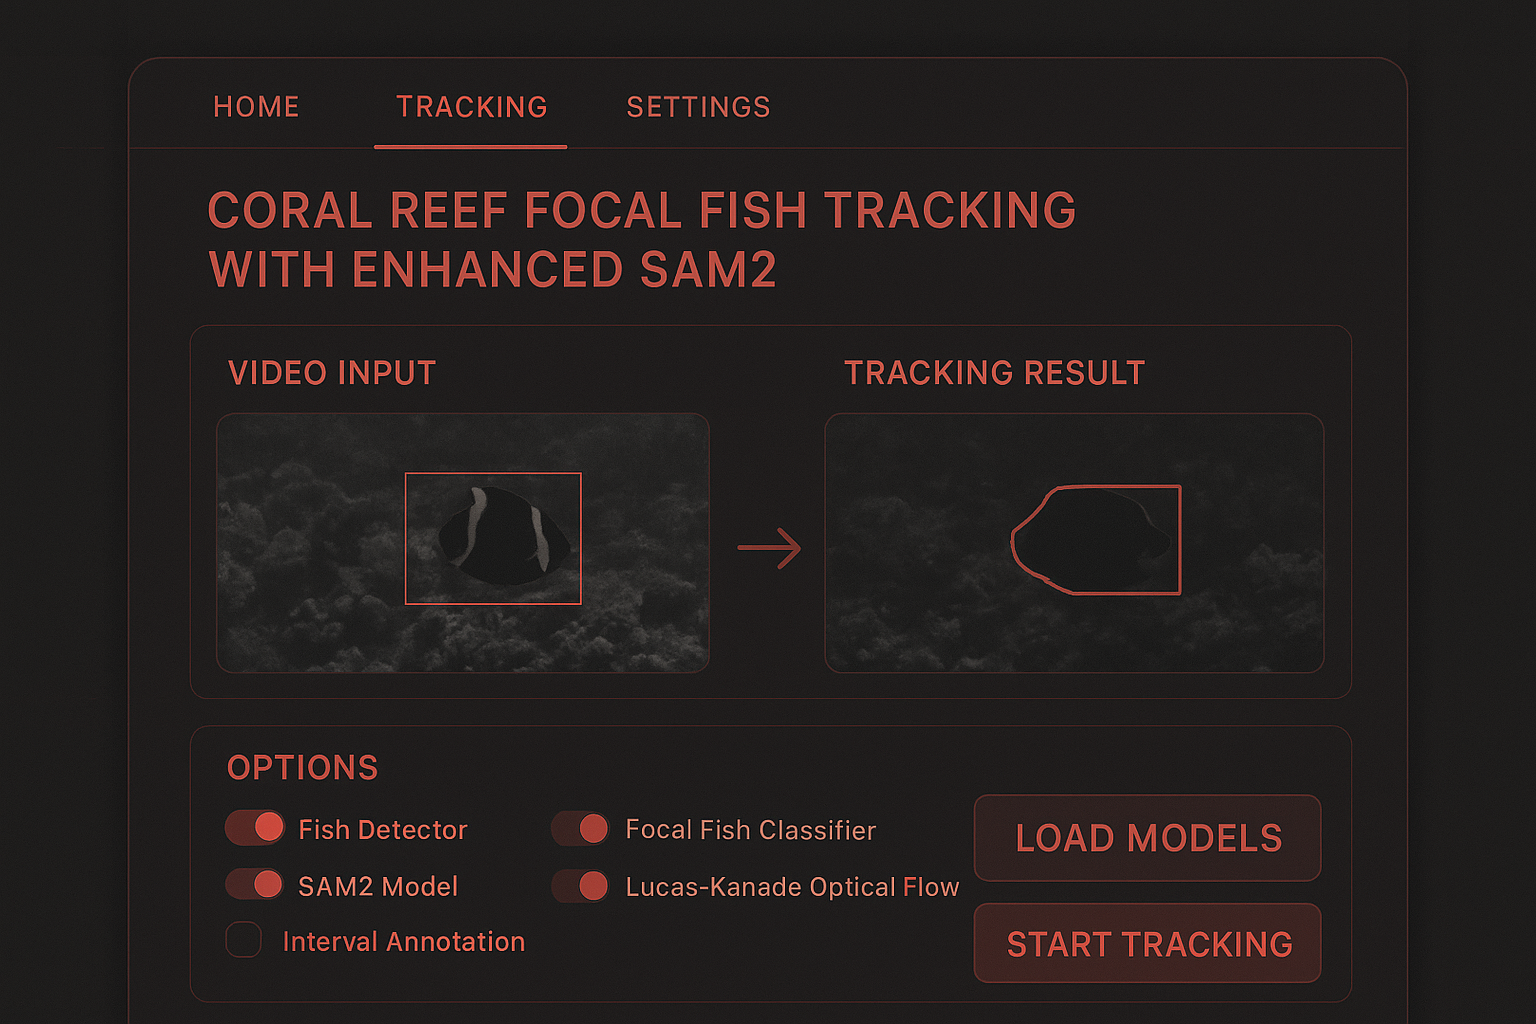 HOME TRACKING SETTINGS
CORAL REEF FOCAL FISH TRACKING
WITH ENHANCED SAM2
VIDEO INPUT
TRACKING RESULT
OPTIONS
Fish Detector
Focal Fish Classifier
SAM2 Model
Lucas-Kanade Optical Flow
Interval Annotation
LOAD MODELS
START TRACKING